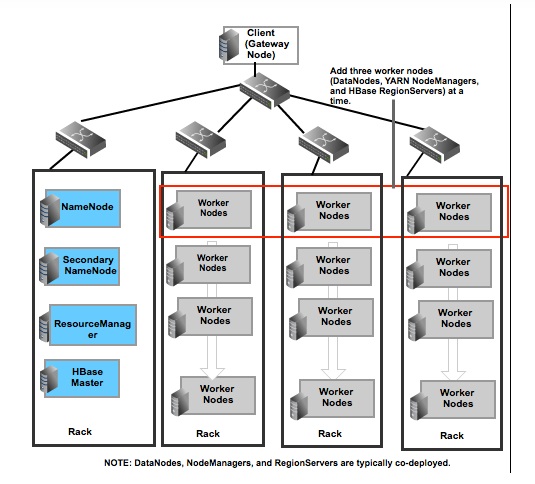 Client
(Gateway
Node)
Add three worker nodes
(DataNodes, YARN NodeManagers,
and HBase RegionServers) at a
time.
NameNode
Secondary
NameNode
ResourceManag
er
HBase
Master
Rack
Worker
Nodes
Worker
Nodes
Worker
Nodes
Worker
Nodes
Rack
Worker
Nodes
Worker
Nodes
Worker
Nodes
Worker
Nodes
Rack
Worker
Nodes
Worker
Nodes
Worker
Nodes
Worker
Nodes
Rack
NOTE: DataNodes, NodeManagers, and RegionServers are typically co-deployed.